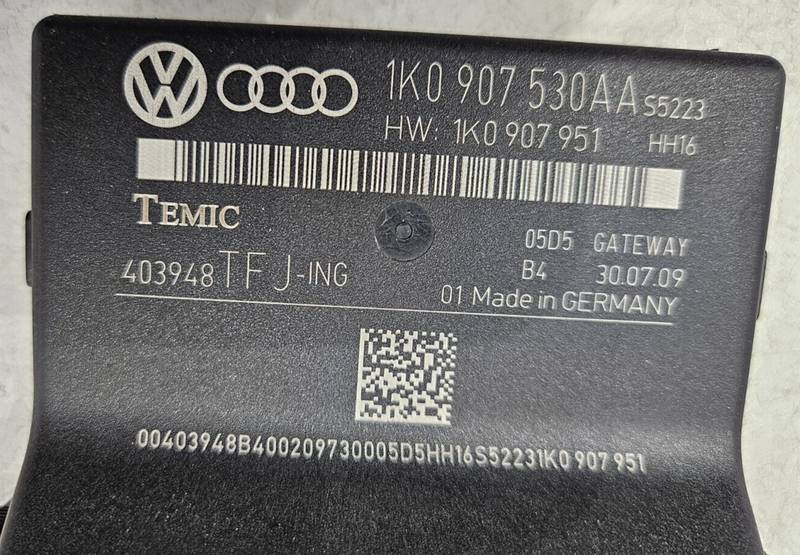 1K0 907 530AA S5223
HW: 1K0 907 951 HH16
TEMIC
05D5 GATEWAY
403948TFJ-ING B4 30.07.09
01 Made in GERMANY
00403948B400209730005D5HH16S52231K0 907 951